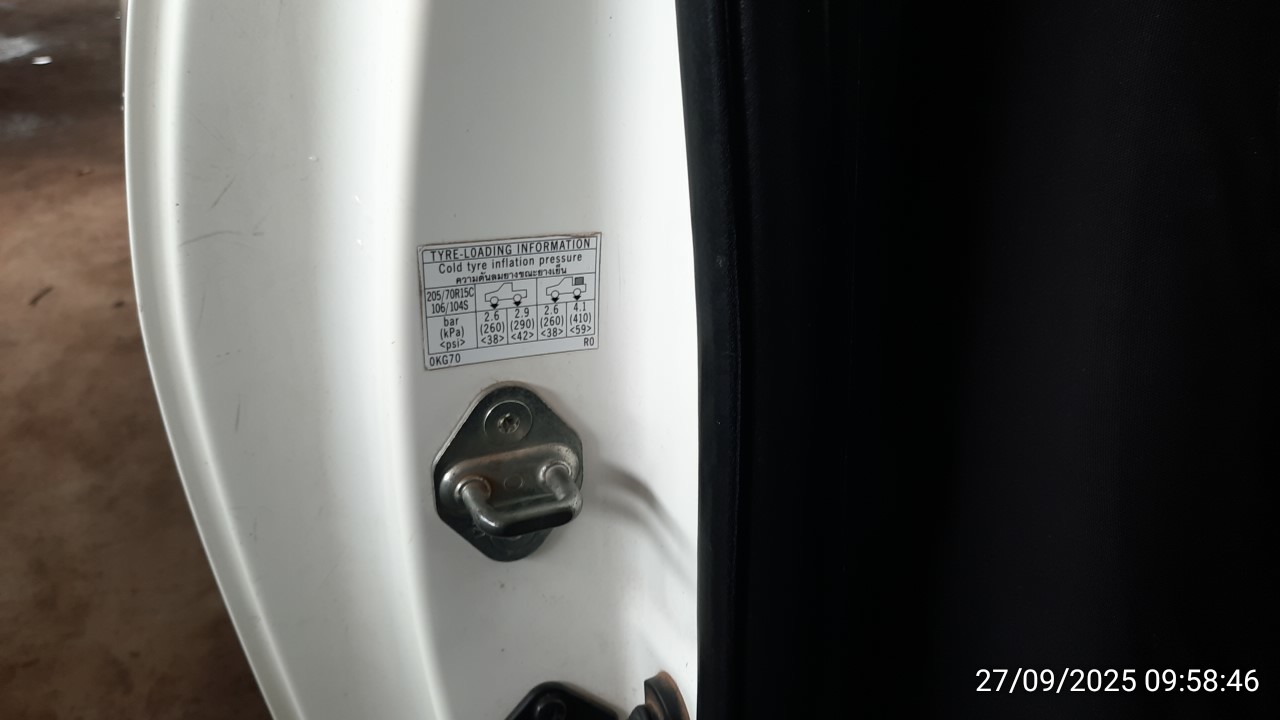 TYRE-LOADING INFORMATION
Cold tyre inflation pressure
ความดันลมยางขณะยางเย็น
205/70R15C
106/104S
bar 2.6 2.9 2.6 4.1
(kPa) (260) (290) (260) (410)
<psi> <38> <42> <38> <59>
0KG70 R0
27/09/2025 09:58:46